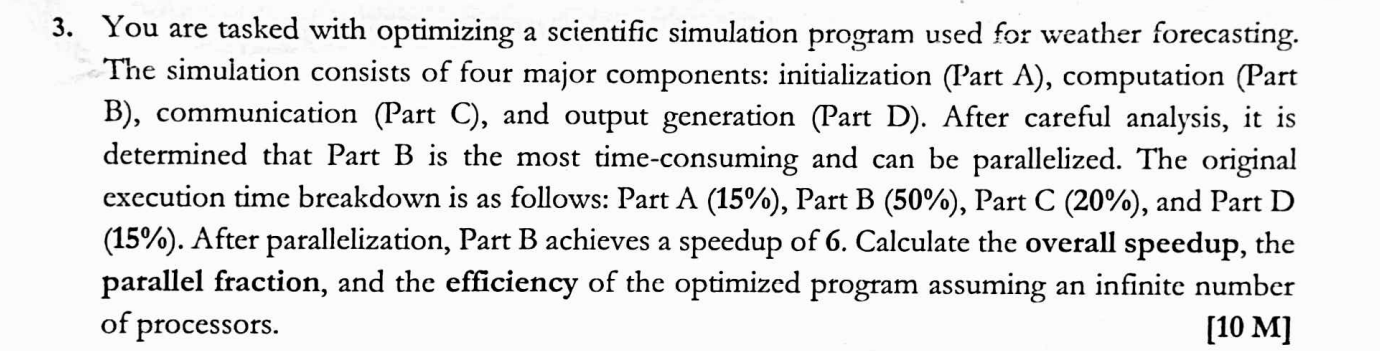 3. You are tasked with optimizing a scientific simulation program used for weather forecasting.
The simulation consists of four major components: initialization (Part A), computation (Part
B), communication (Part C), and output generation (Part D). After careful analysis, it is
determined that Part B is the most time-consuming and can be parallelized. The original
execution time breakdown is as follows: Part A (15%), Part B (50%), Part C (20%), and Part D
(15%). After parallelization, Part B achieves a speedup of 6. Calculate the overall speedup, the
parallel fraction, and the efficiency of the optimized program assuming an infinite number
of processors. [10 M]